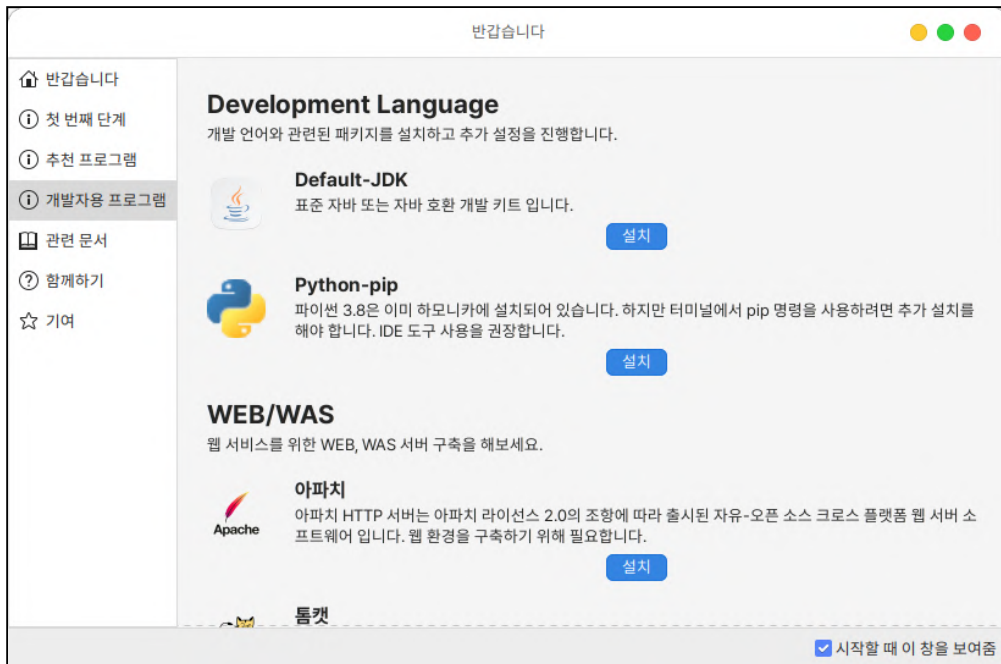 반갑습니다
반갑습니다
첫 번째 단계
추천 프로그램
개발자용 프로그램
관련 문서
함께하기
기여
Development Language
개발 언어와 관련된 패키지를 설치하고 추가 설정을 진행합니다.
Default-JDK
표준 자바 또는 자바 호환 개발 키트 입니다.
설치
Python-pip
파이썬 3.8은 이미 하모니카에 설치되어 있습니다. 하지만 터미널에서 pip 명령을 사용하려면 추가 설치를
해야 합니다. IDE 도구 사용을 권장합니다.
설치
WEB/WAS
웹 서비스를 위한 WEB, WAS 서버 구축을 해보세요.
Apache
아파치
아파치 HTTP 서버는 아파치 라이선스 2.0의 조항에 따라 출시된 자유-오픈 소스 크로스 플랫폼 웹 서버 소
프트웨어 입니다. 웹 환경을 구축하기 위해 필요합니다.
설치
톰캣
시작할 때 이 창을 보여줌